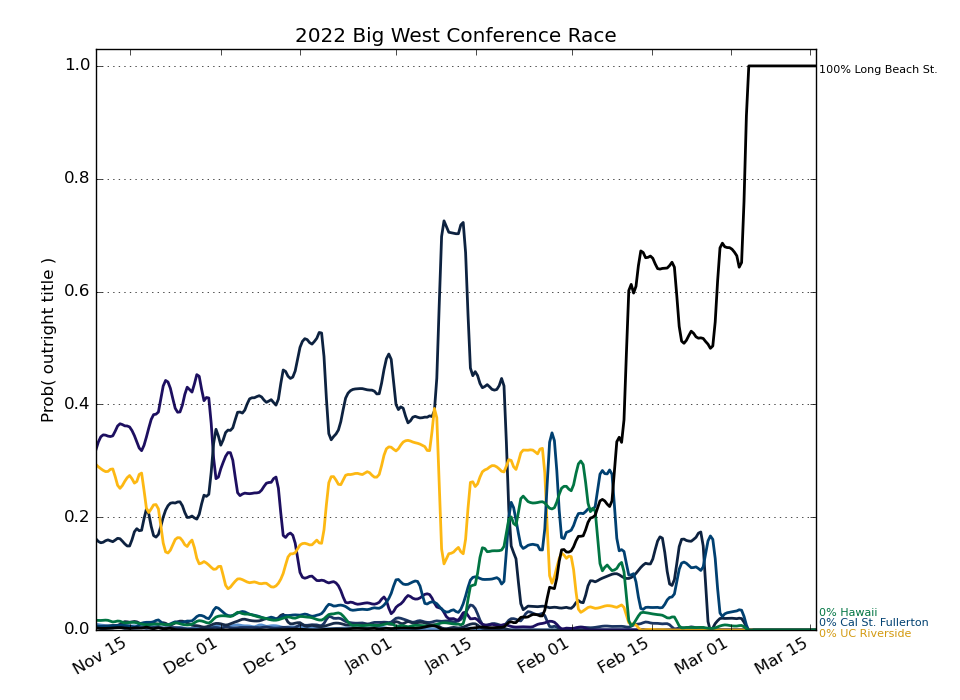 2022 Big West Conference Race
Prob( outright title )
1.0
0.8
0.6
0.4
0.2
0.0
100% Long Beach St.
0% Hawaii
0% Cal St. Fullerton
0% UC Riverside
Nov 15
Dec 01
Dec 15
Jan 01
Jan 15
Feb 01
Feb 15
Mar 01
Mar 15